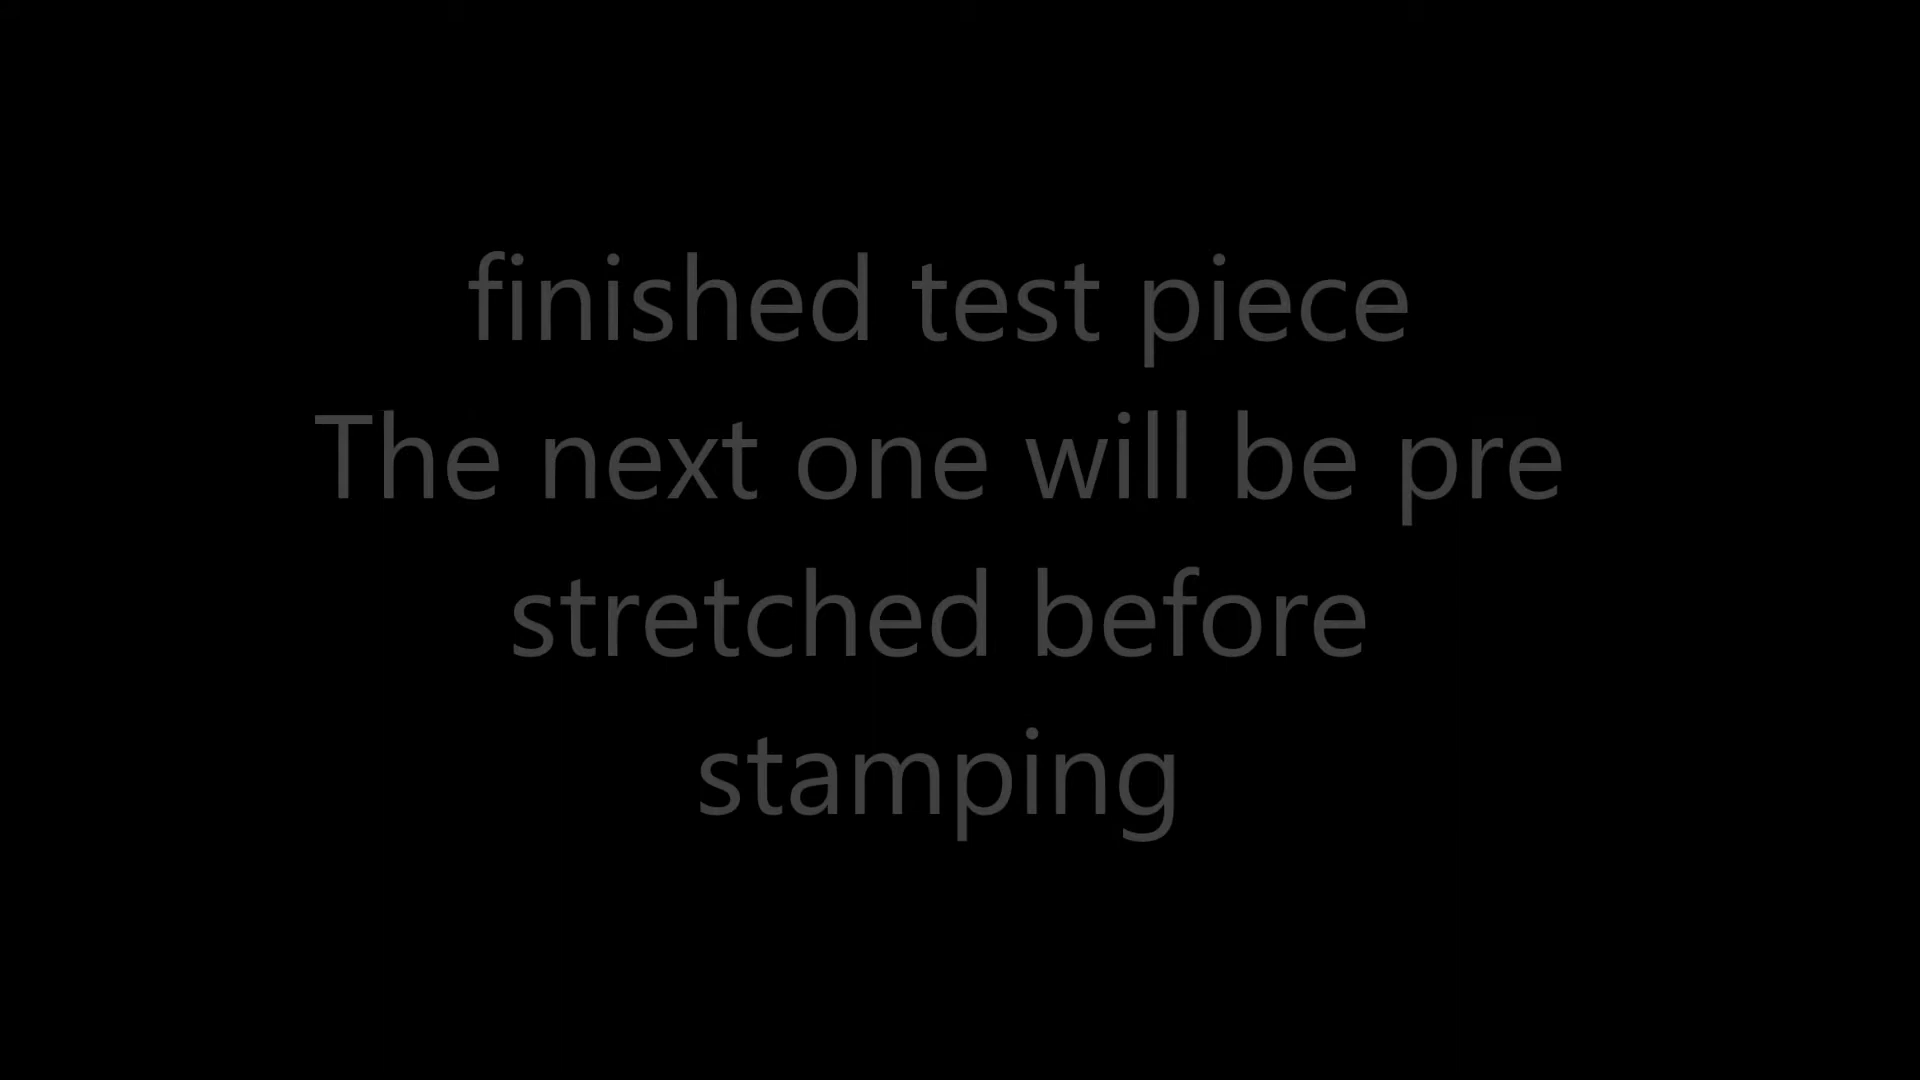 finished test piece
The next one will be pre
stretched before
stamping